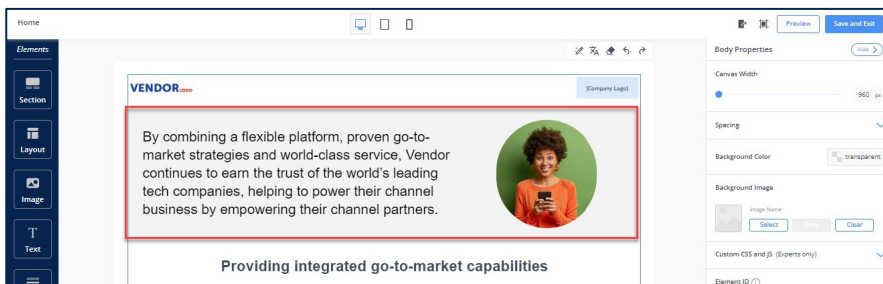 Home
Preview
Save and Exit
Elements
Body Properties
Hide
VENDOR LOGO
[Company Logo]
Canvas Width
960 px
Section
By combining a flexible platform, proven go-to-
market strategies and world-class service, Vendor
continues to earn the trust of the world's leading
tech companies, helping to power their channel
business by empowering their channel partners.
Spacing
Layout
Background Color
transparent
Image
Background Image
Image Name
Select
Clear
T
Text
Custom CSS and JS (Experts only)
Providing integrated go-to-market capabilities
Element ID